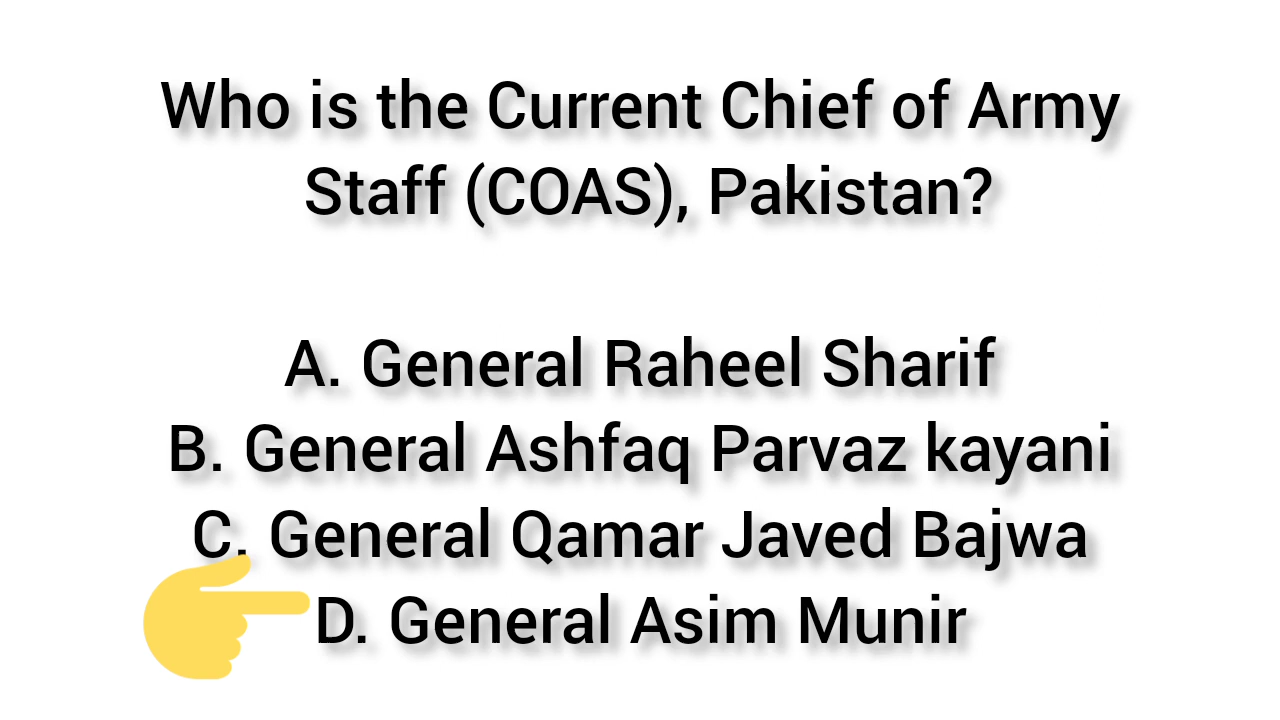 Who is the Current Chief of Army
Staff (COAS), Pakistan?
A. General Raheel Sharif
B. General Ashfaq Parvaz kayani
C. General Qamar Javed Bajwa
D. General Asim Munir